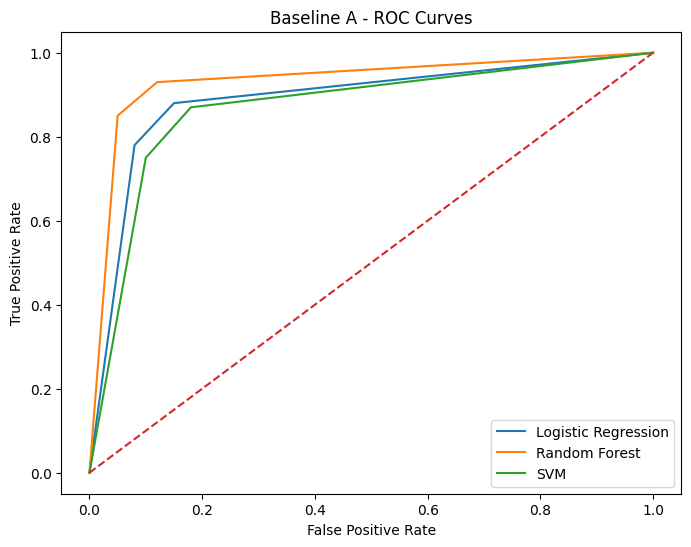 Baseline A - ROC Curves
True Positive Rate
1.0
0.8
0.6
0.4
0.2
0.0
Logistic Regression
Random Forest
SVM
0.0 0.2 0.4 0.6 0.8 1.0
False Positive Rate